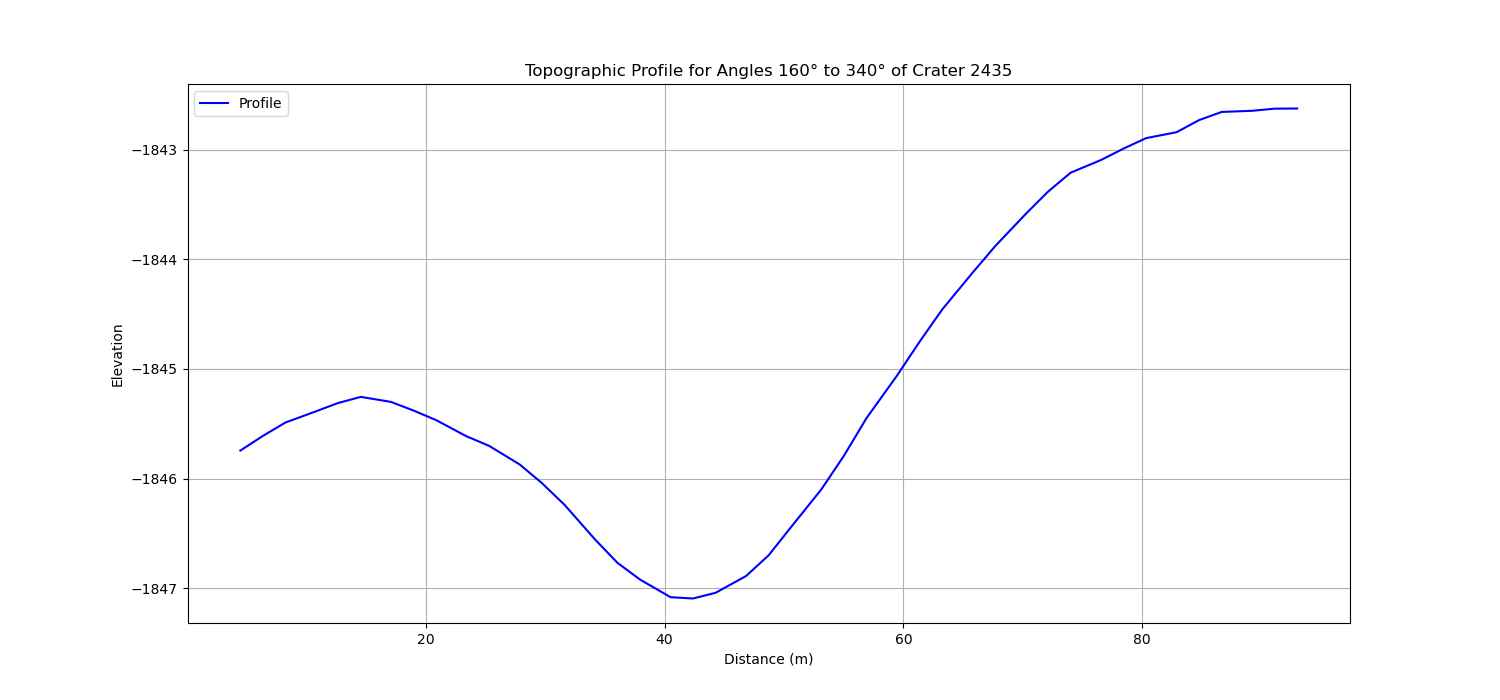 Topographic Profile for Angles 160° to 340° of Crater 2435
Profile
−1843
−1844
−1845
−1846
−1847
Elevation
20 40 60 80
Distance (m)